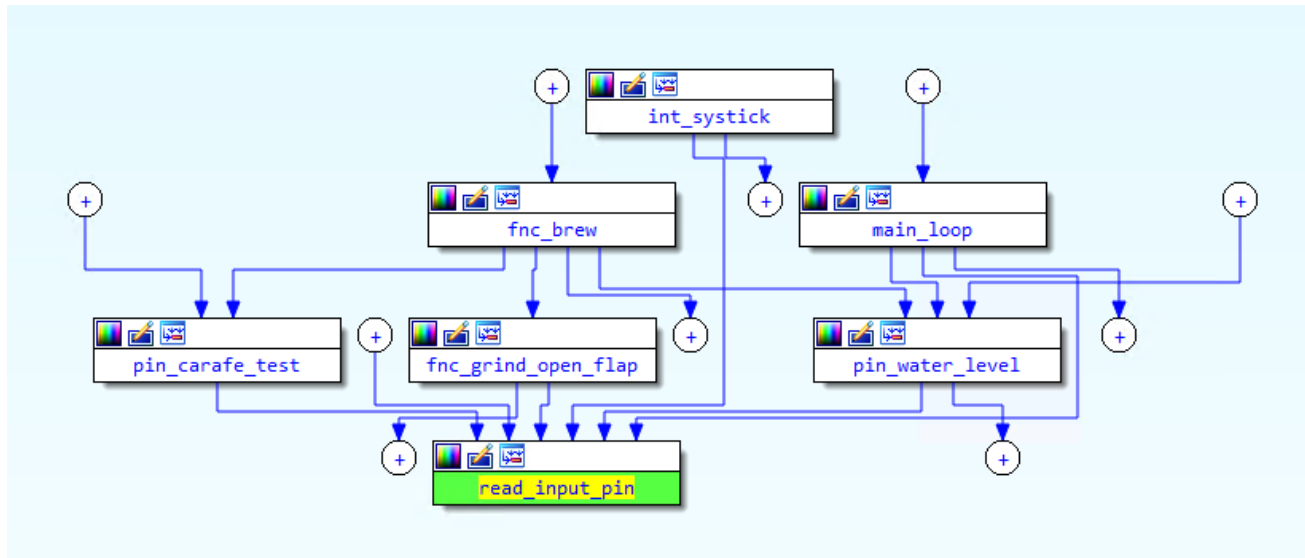 +
int_systick
+
+
fnc_brew
+
main_loop
+
pin_carafe_test
+
fnc_grind_open_flap
+
pin_water_level
+
+
read_input_pin
+